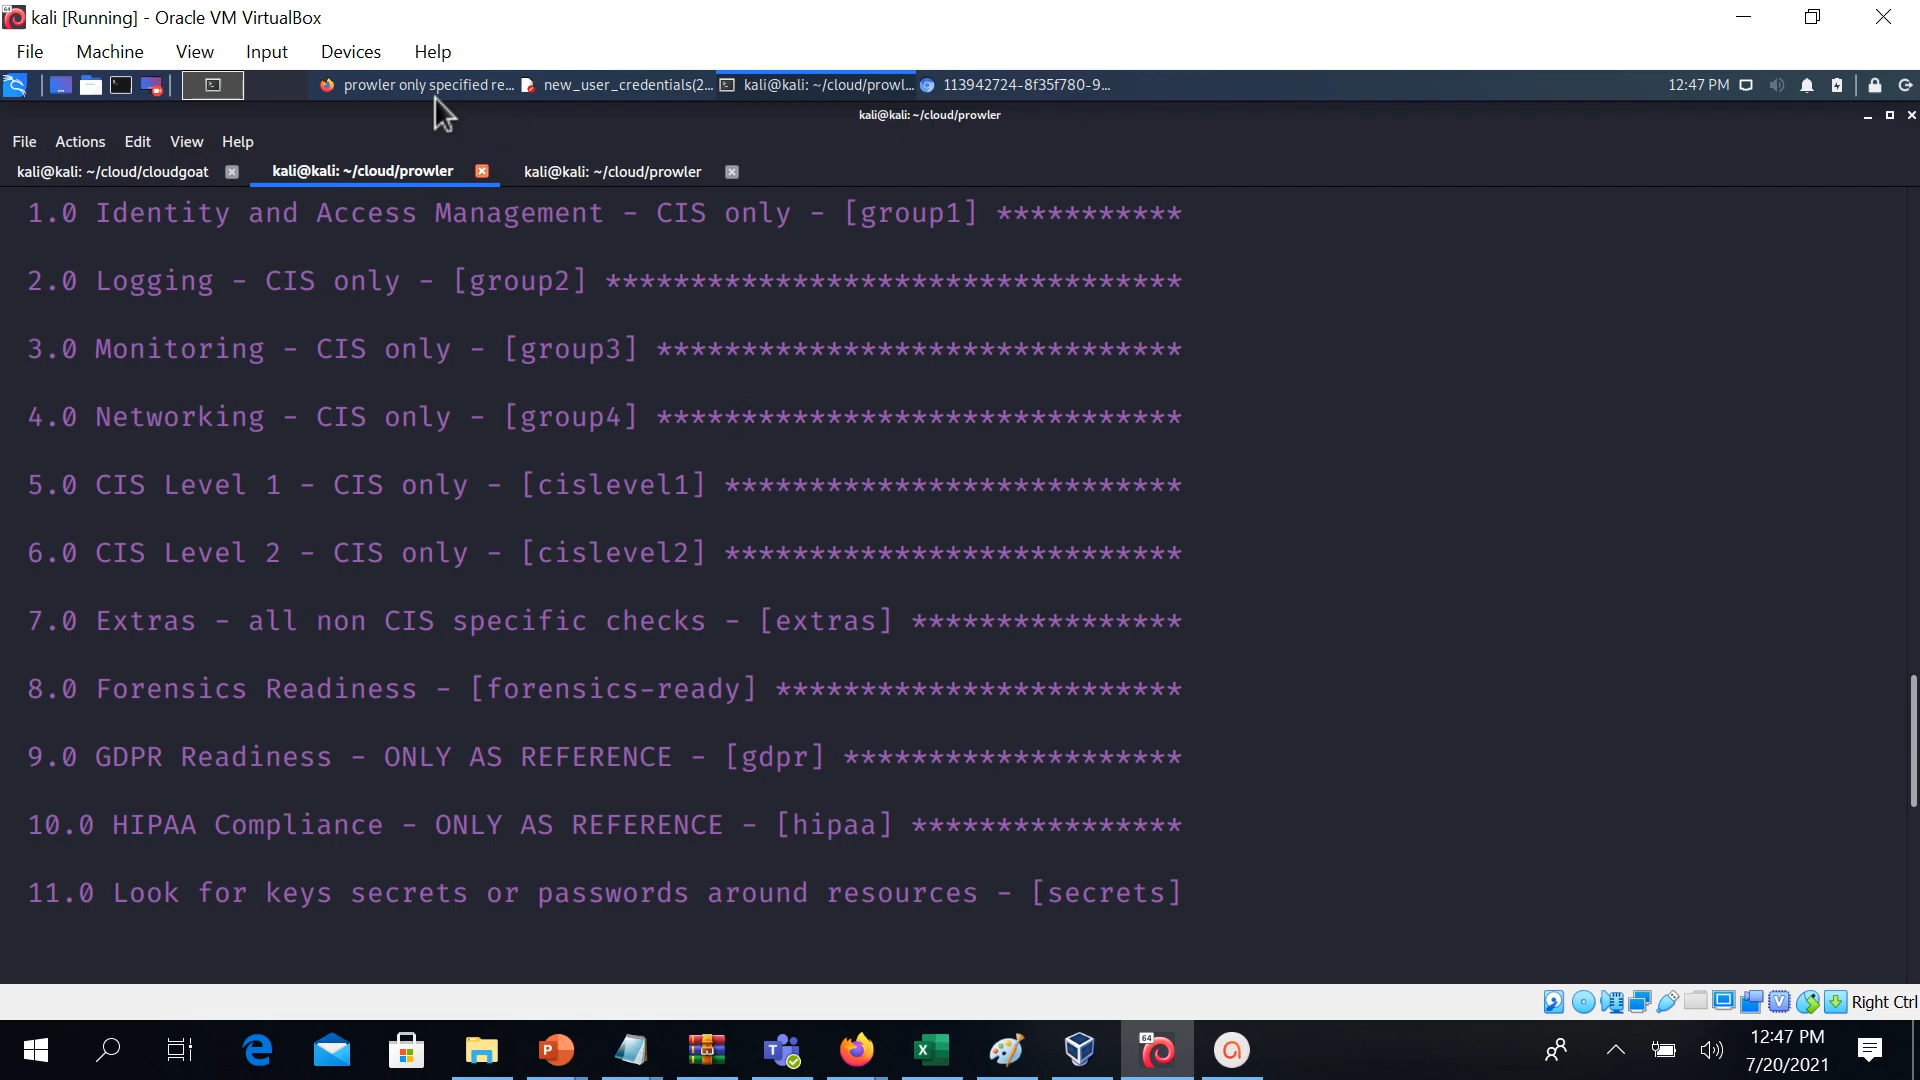 kali [Running] - Oracle VM VirtualBox
File Machine View Input Devices Help
prowler only specified re... new_user_credentials(2... kali@kali: ~/cloud/prowl... 113942724-8f35f780-9... 12:47 PM
kali@kali: ~/cloud/prowler
File Actions Edit View Help
kali@kali: ~/cloud/cloudgoat kali@kali: ~/cloud/prowler kali@kali: ~/cloud/prowler
1.0 Identity and Access Management - CIS only - [group1] ***********
2.0 Logging - CIS only - [group2] **********************************
3.0 Monitoring - CIS only - [group3] *******************************
4.0 Networking - CIS only - [group4] *******************************
5.0 CIS Level 1 - CIS only - [cislevel1] ***************************
6.0 CIS Level 2 - CIS only - [cislevel2] ***************************
7.0 Extras - all non CIS specific checks - [extras] ****************
8.0 Forensics Readiness - [forensics-ready] ************************
9.0 GDPR Readiness - ONLY AS REFERENCE - [gdpr] ********************
10.0 HIPAA Compliance - ONLY AS REFERENCE - [hipaa] ****************
11.0 Look for keys secrets or passwords around resources - [secrets]
Right Ctrl
12:47 PM
7/20/2021